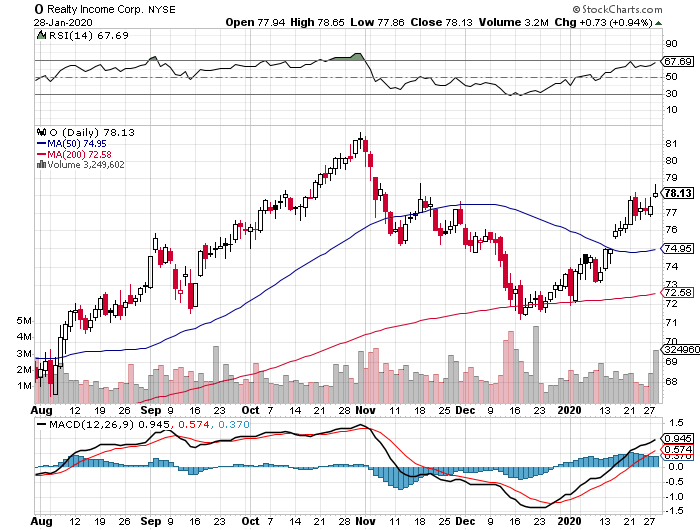 O Realty Income Corp. NYSE
© StockCharts.com
28-Jan-2020
Open 77.94 High 78.65 Low 77.86 Close 78.13 Volume 3.2M Chg +0.73 (+0.94%)
RSI(14) 67.69
90
70
67.69
50
30
10
O (Daily) 78.13
MA(50) 74.95
MA(200) 72.58
Volume 3,249,602
81
80
79
78.13
77
76
74.95
74
73
72.58
72
71
70
69
68
5M
4M
3M
2M
1M
324960
Aug 12 19 26 Sep 9 16 23 Oct 7 14 21 28 Nov 11 18 25 Dec 9 16 23 2020 13 21 27
MACD(12,26,9) 0.945, 0.574, 0.370
1.5
0.945
0.574
0.370
0.0
-0.5
-1.0
-1.5
Aug 12 19 26 Sep 9 16 23 Oct 7 14 21 28 Nov 11 18 25 Dec 9 16 23 2020 13 21 27